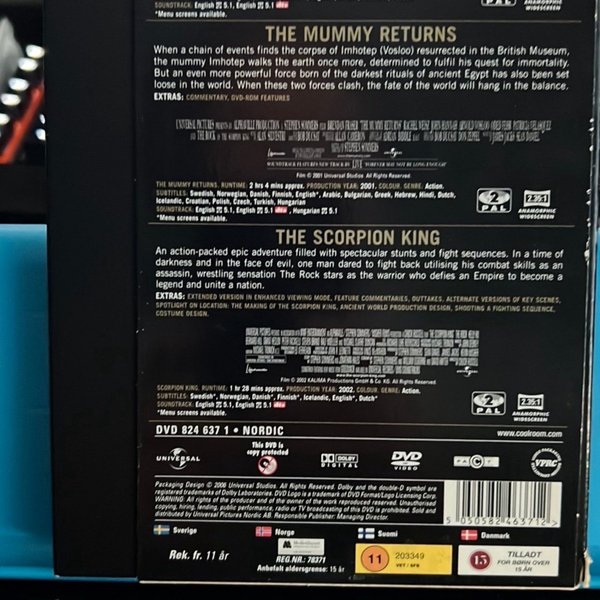 SOUNDTRACK: English 5.1, English 5.1 dts
*Menu screens available.
ANAMORPHIC
WIDESCREEN
THE MUMMY RETURNS
When a chain of events finds the corpse of Imhotep (Vosloo) resurrected in the British Museum,
the mummy Imhotep walks the earth once more, determined to fulfil his quest for immortality.
But an even more powerful force born of the darkest rituals of ancient Egypt has also been set
loose in the world. When these two forces clash, the fate of the world will hang in the balance.
EXTRAS: COMMENTARY, DVD-ROM FEATURES
Film © 2001 Universal Studios. All Rights Reserved.
THE MUMMY RETURNS. RUNTIME: 2 hrs 4 mins approx. PRODUCTION YEAR: 2001. COLOUR. GENRE: Action.
SUBTITLES: Swedish, Norwegian, Danish, Finnish, English*, Arabic, Bulgarian, Greek, Hebrew, Hindi, Dutch,
Icelandic, Croatian, Polish, Czech, Turkish, Hungarian
SOUNDTRACK: English 5.1, English 5.1 dts, Hungarian 5.1
*Menu screens available.
2
PAL
2.35:1
ANAMORPHIC
WIDESCREEN
THE SCORPION KING
An action-packed epic adventure filled with spectacular stunts and fight sequences. In a time of
darkness and in the face of evil, one man dared to fight back utilising his combat skills as an
assassin, wrestling sensation The Rock stars as the warrior who defies an Empire to become a
legend and unite a nation.
EXTRAS: EXTENDED VERSION IN ENHANCED VIEWING MODE, FEATURE COMMENTARIES, OUTTAKES, ALTERNATE VERSIONS OF KEY SCENES,
SPOTLIGHT ON LOCATION: THE MAKING OF THE SCORPION KING, ANCIENT WORLD PRODUCTION DESIGN, SHOOTING A FIGHTING SEQUENCE,
COSTUME DESIGN.
Film © 2002 KALIMA Productions GmbH & Co. KG. All Rights Reserved.
SCORPION KING. RUNTIME: 1 hr 28 mins approx. PRODUCTION YEAR: 2002. COLOUR. GENRE: Action.
SUBTITLES: Swedish*, Norwegian, Danish*, Finnish*, Icelandic, English*, Dutch*
SOUNDTRACK: English 5.1, English 5.1 dts
*Menu screens available.
2
PAL
2.35:1
ANAMORPHIC
WIDESCREEN
DVD 824 637 1 • NORDIC
www.coolroom.com
UNIVERSAL
This DVD is
copy protected
DOLBY
DIGITAL
DVD
VIDEO
FACT
VPRC
Packaging Design © 2006 Universal Studios. All Rights Reserved. Dolby and the double-D symbol are
registered trademarks of Dolby Laboratories. DVD Logo is a trademark of DVD Format/Logo Licensing Corp.
WARNING: All rights of the producer and of the owner of the work reproduced reserved. Unauthorised
copying, hiring, lending, public performance, radio or TV broadcasting of this DVD is prohibited. Sold and
distributed by Universal Pictures Nordic AB. Responsible Publisher: Managing Director.
5 050582 463712
Sverige
Norge
Suomi
Danmark
Rek. fr. 11 år
REG.NR.: 78371
Anbefalt aldersgrense: 15 år
11
203349
VET / SFB
15
TILLADT
FOR BØRN OVER
15 ÅR